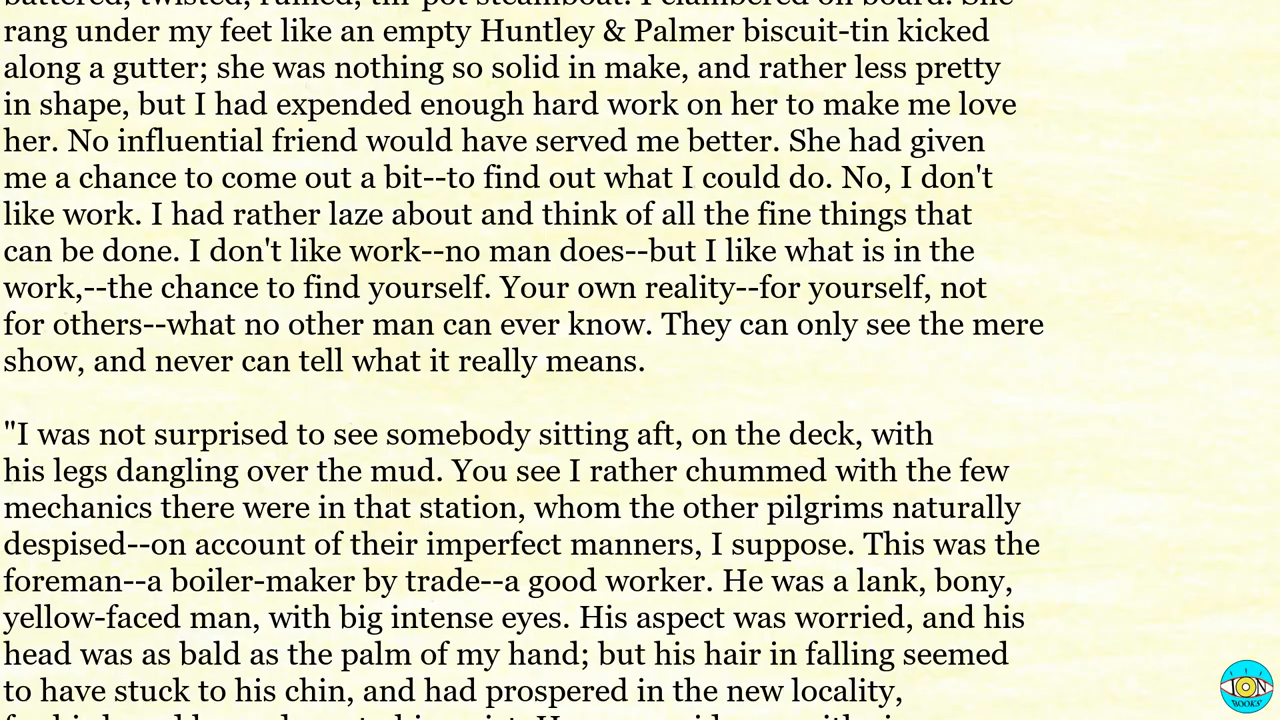 battered, twisted, ruined, tin-pot steamboat. I clambered on board. She
rang under my feet like an empty Huntley & Palmer biscuit-tin kicked
along a gutter; she was nothing so solid in make, and rather less pretty
in shape, but I had expended enough hard work on her to make me love
her. No influential friend would have served me better. She had given
me a chance to come out a bit--to find out what I could do. No, I don't
like work. I had rather laze about and think of all the fine things that
can be done. I don't like work--no man does--but I like what is in the
work,--the chance to find yourself. Your own reality--for yourself, not
for others--what no other man can ever know. They can only see the mere
show, and never can tell what it really means.
"I was not surprised to see somebody sitting aft, on the deck, with
his legs dangling over the mud. You see I rather chummed with the few
mechanics there were in that station, whom the other pilgrims naturally
despised--on account of their imperfect manners, I suppose. This was the
foreman--a boiler-maker by trade--a good worker. He was a lank, bony,
yellow-faced man, with big intense eyes. His aspect was worried, and his
head was as bald as the palm of my hand; but his hair in falling seemed
to have stuck to his chin, and had prospered in the new locality,
ION
BOOKS